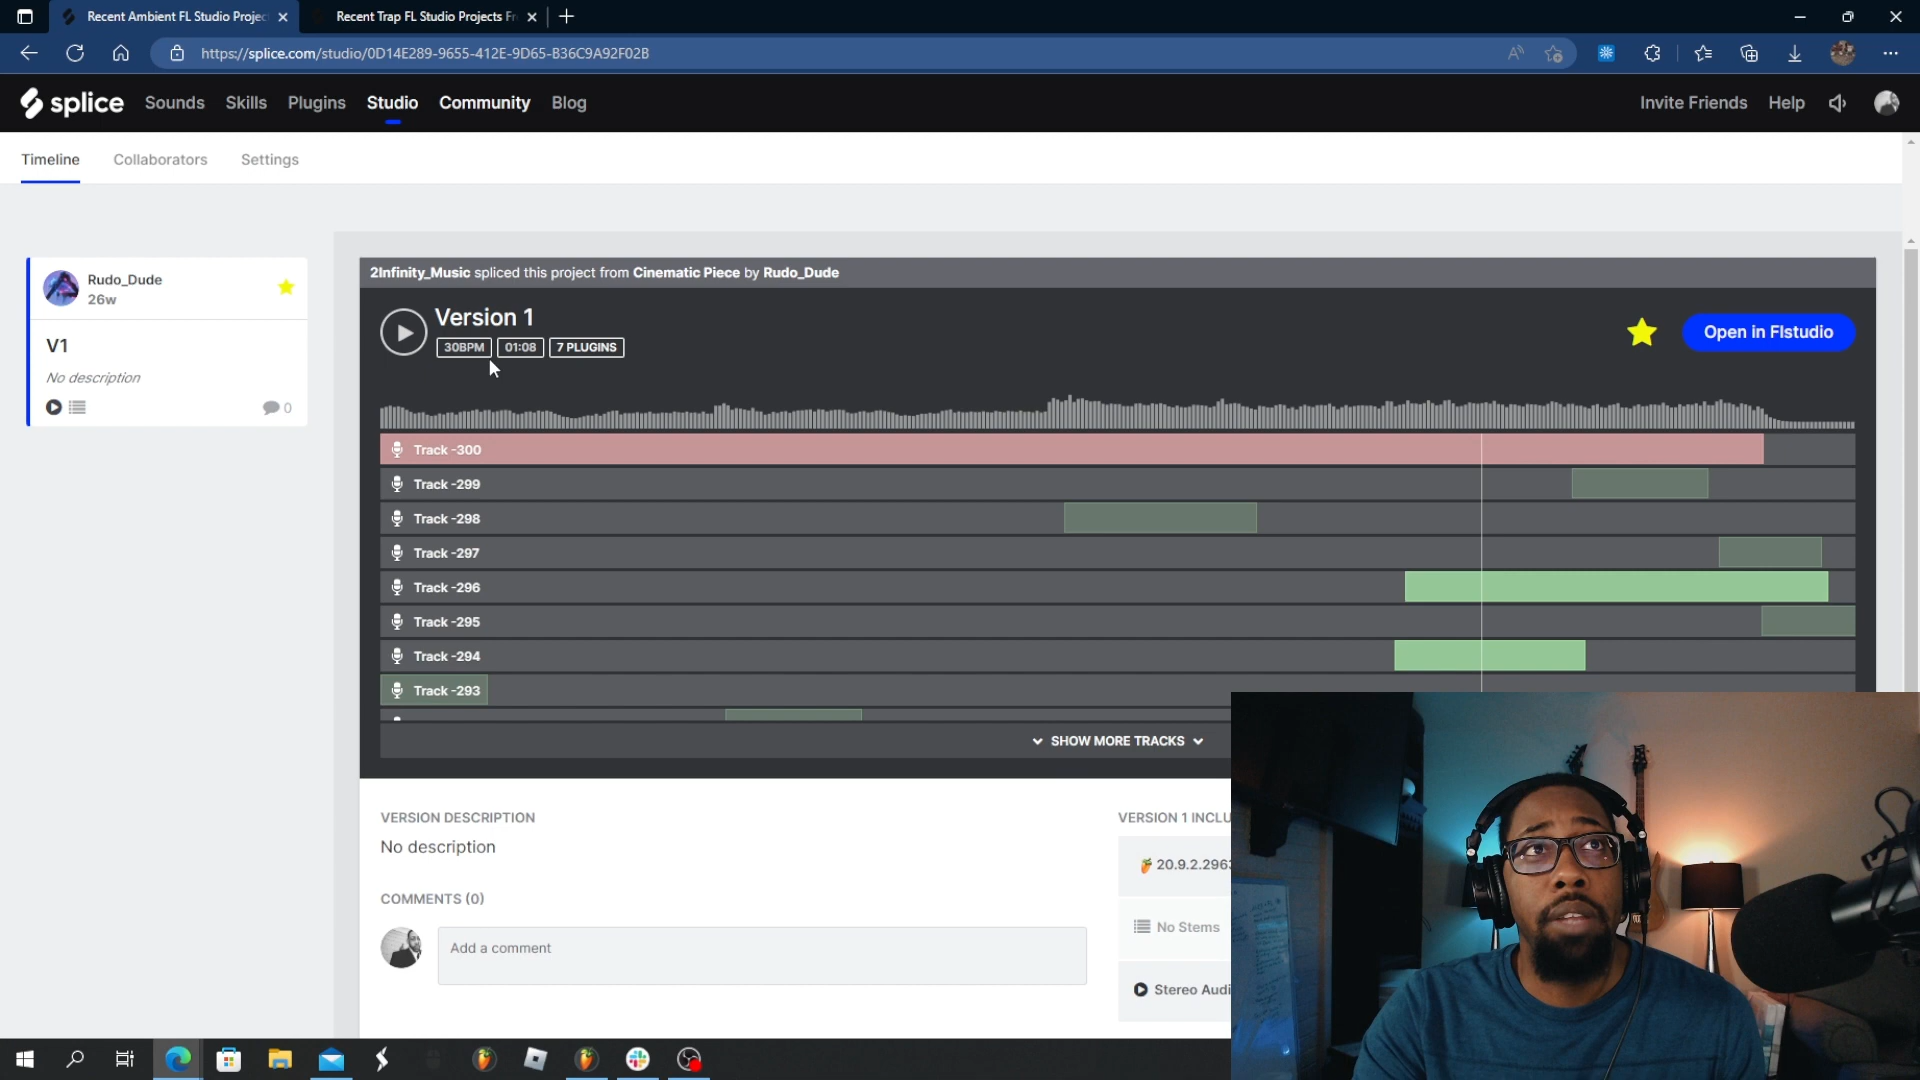 Recent Ambient FL Studio Projec
Recent Trap FL Studio Projects Fr
https://splice.com/studio/0D14E289-9655-412E-9D65-B36C9A92F02B
splice
Sounds
Skills
Plugins
Studio
Community
Blog
Invite Friends
Help
Timeline
Collaborators
Settings
Rudo_Dude
26w
V1
No description
0
2Infinity_Music spliced this project from Cinematic Piece by Rudo_Dude
Version 1
30BPM
01:08
7 PLUGINS
Open in Flstudio
Track -300
Track -299
Track -298
Track -297
Track -296
Track -295
Track -294
Track -293
SHOW MORE TRACKS
VERSION DESCRIPTION
No description
COMMENTS (0)
Add a comment
VERSION 1 INCLU
20.9.2.2963
No Stems
Stereo Audi